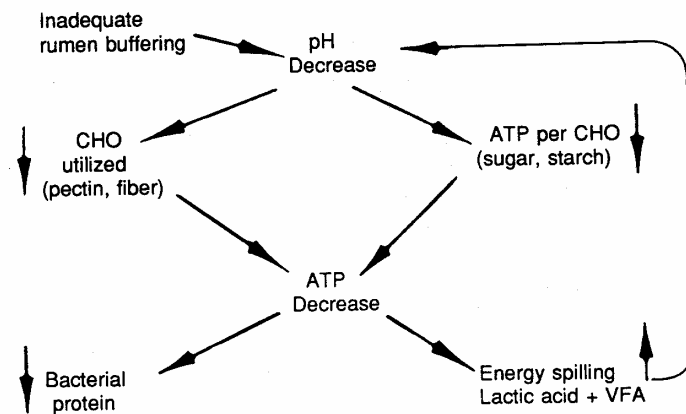 Inadequate
rumen buffering
pH
Decrease
CHO
utilized
(pectin, fiber)
ATP per CHO
(sugar, starch)
ATP
Decrease
Bacterial
protein
Energy spilling
Lactic acid + VFA